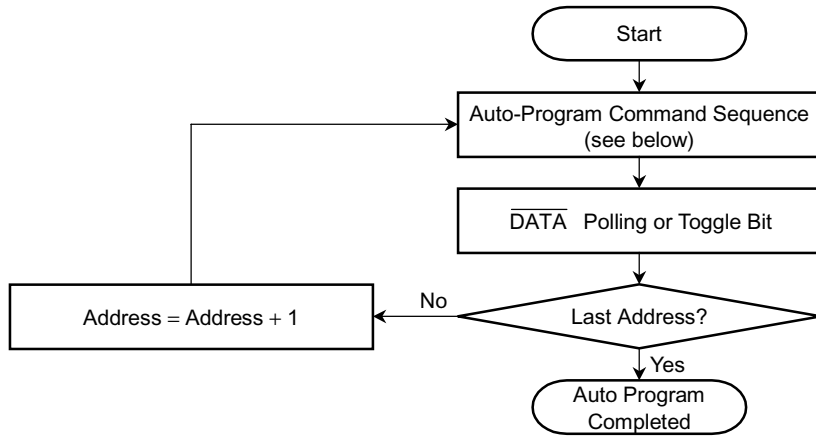 Start
Auto-Program Command Sequence
(see below)
DATA Polling or Toggle Bit
Last Address?
No
Address = Address + 1
Yes
Auto Program
Completed